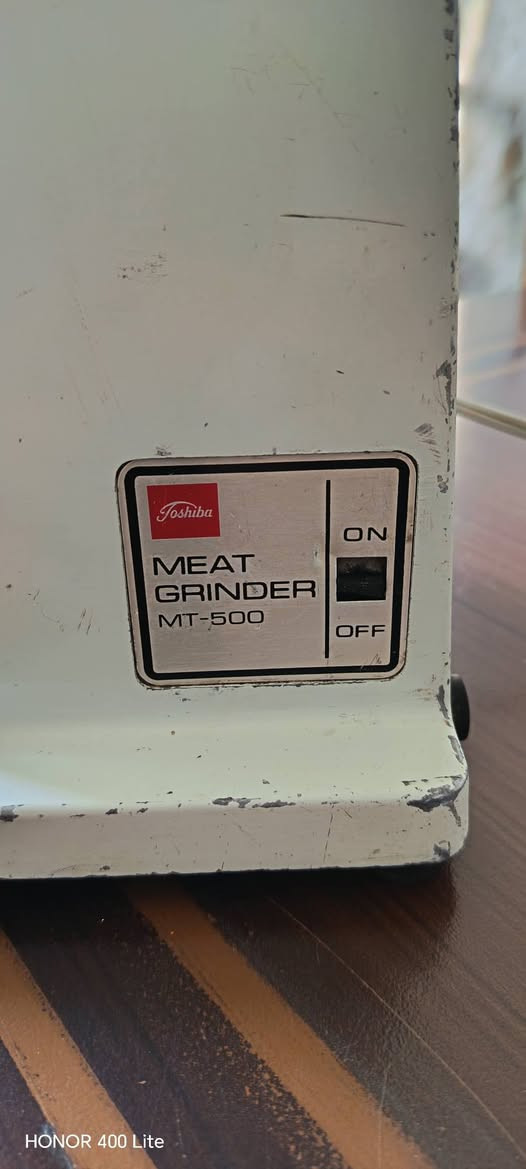 Toshiba
MEAT
GRINDER
MT-500
ON
OFF
HONOR 400 Lite